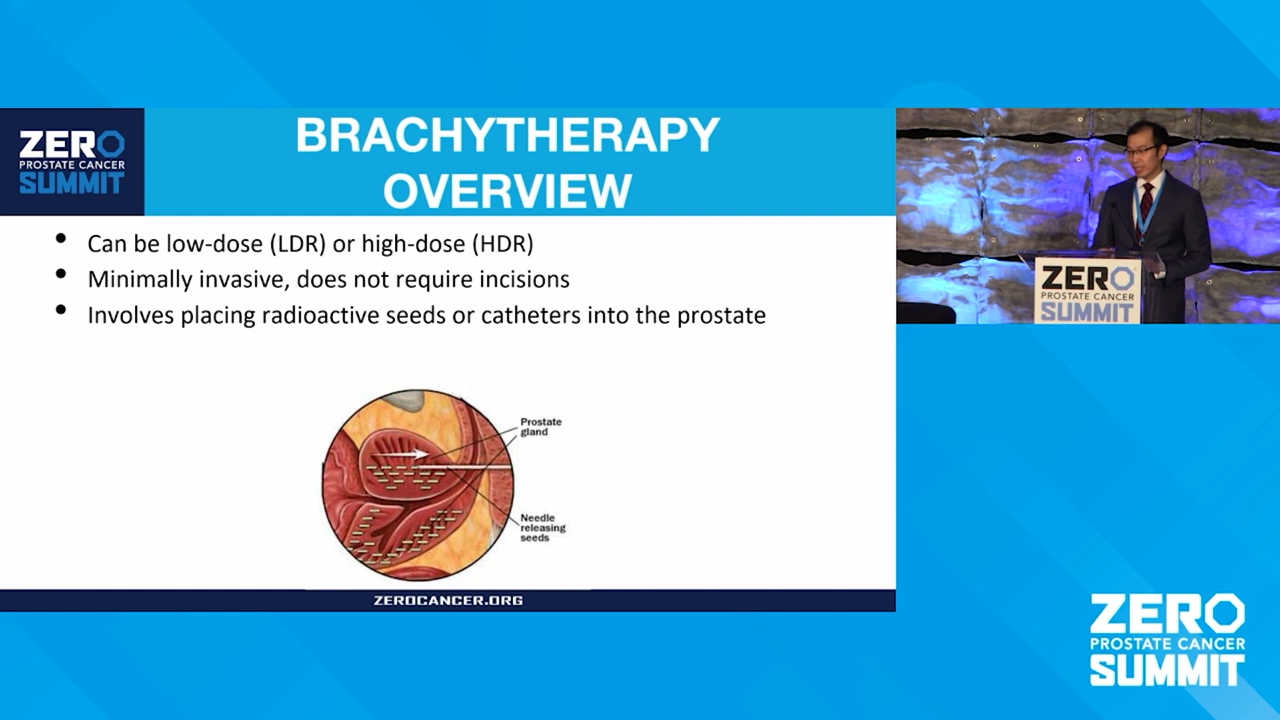 ZERO
PROSTATE CANCER
SUMMIT
BRACHYTHERAPY
OVERVIEW
• Can be low-dose (LDR) or high-dose (HDR)
• Minimally invasive, does not require incisions
• Involves placing radioactive seeds or catheters into the prostate
Prostate
gland
Needle
releasing
seeds
ZEROCANCER.ORG
ZERO
PROSTATE CANCER
SUMMIT
ZERO
PROSTATE CANCER
SUMMIT